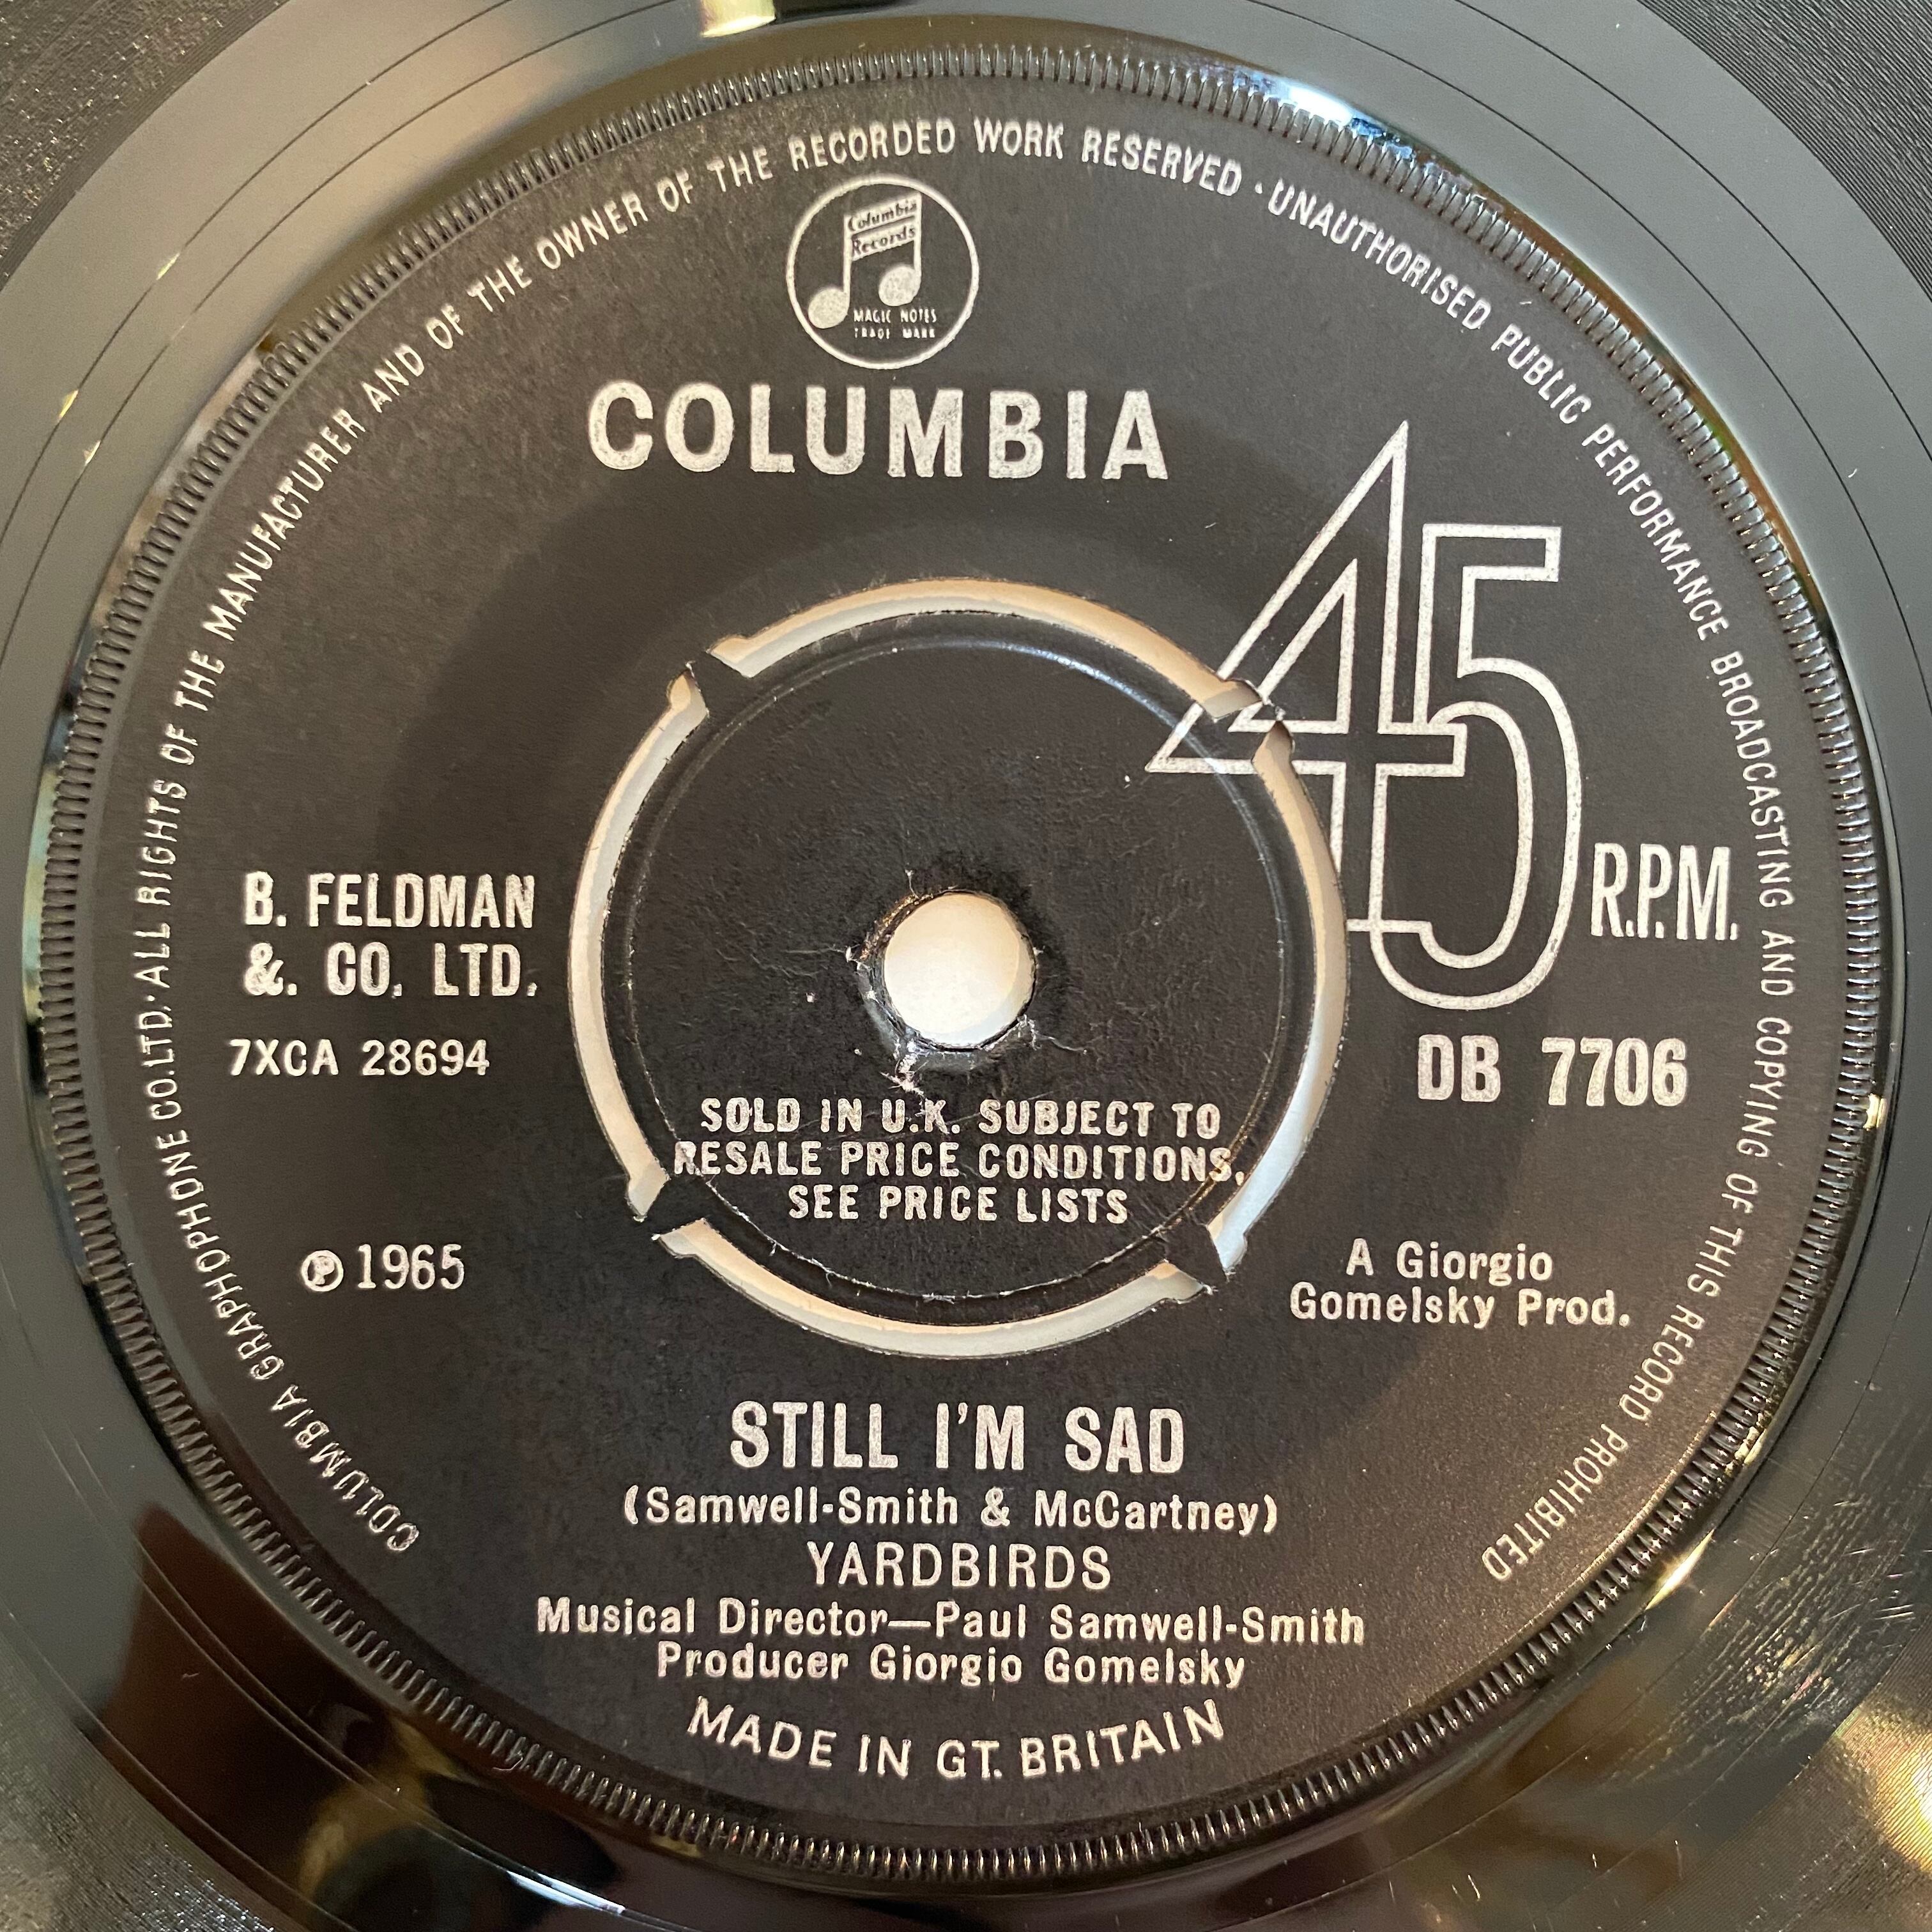 COLUMBIA GRAPHOPHONE CO. LTD. · ALL RIGHTS OF THE MANUFACTURER AND OF THE OWNER OF THE RECORDED WORK RESERVED · UNAUTHORISED PUBLIC PERFORMANCE BROADCASTING AND COPYING OF THIS RECORD PROHIBITED
Columbia
Records
MAGIC NOTES
TRADE MARK
COLUMBIA
45 R.P.M.
B. FELDMAN
&. CO. LTD.
7XCA 28694
DB 7706
SOLD IN U.K. SUBJECT TO
RESALE PRICE CONDITIONS,
SEE PRICE LISTS
℗ 1965
A Giorgio
Gomelsky Prod.
STILL I'M SAD
(Samwell-Smith & McCartney)
YARDBIRDS
Musical Director—Paul Samwell-Smith
Producer Giorgio Gomelsky
MADE IN GT. BRITAIN